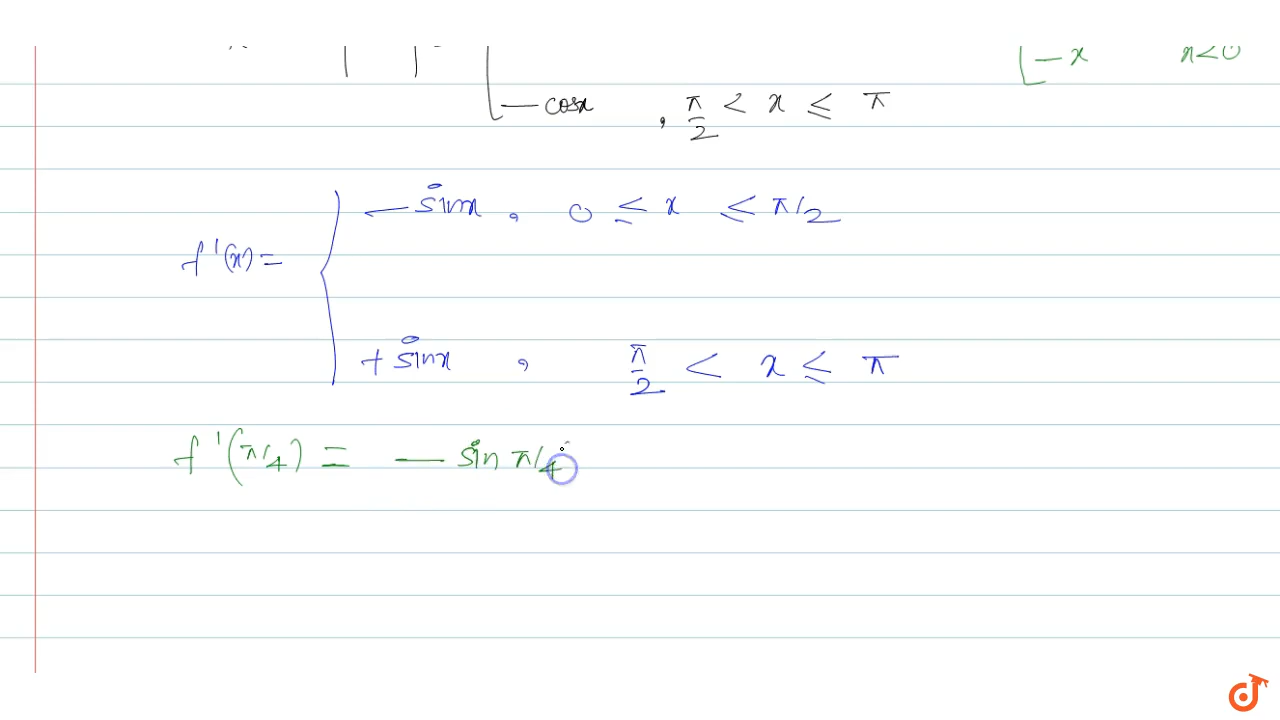 -x x<0
-cosx , π/2 < x ≤ π
-sinx , 0 ≤ x ≤ π/2
f'(x) =
+sinx , π/2 < x ≤ π
f'(π/4) = -sin π/4